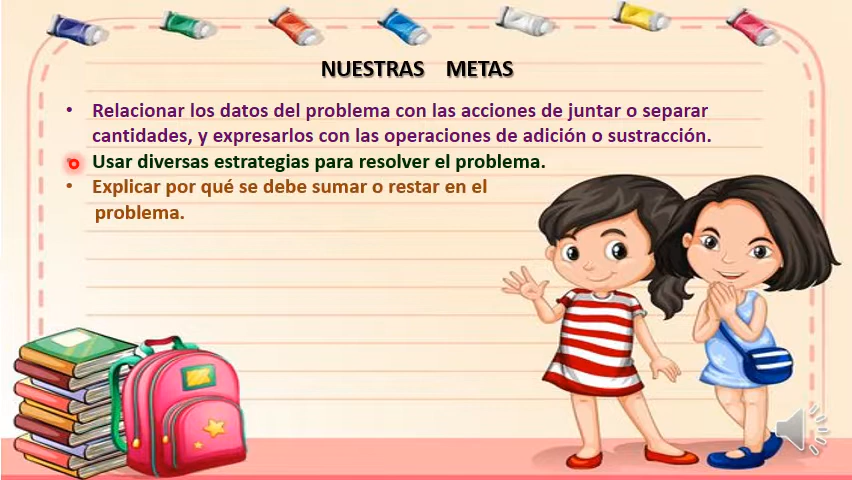 NUESTRAS METAS
• Relacionar los datos del problema con las acciones de juntar o separar
cantidades, y expresarlos con las operaciones de adición o sustracción.
• Usar diversas estrategias para resolver el problema.
• Explicar por qué se debe sumar o restar en el
problema.